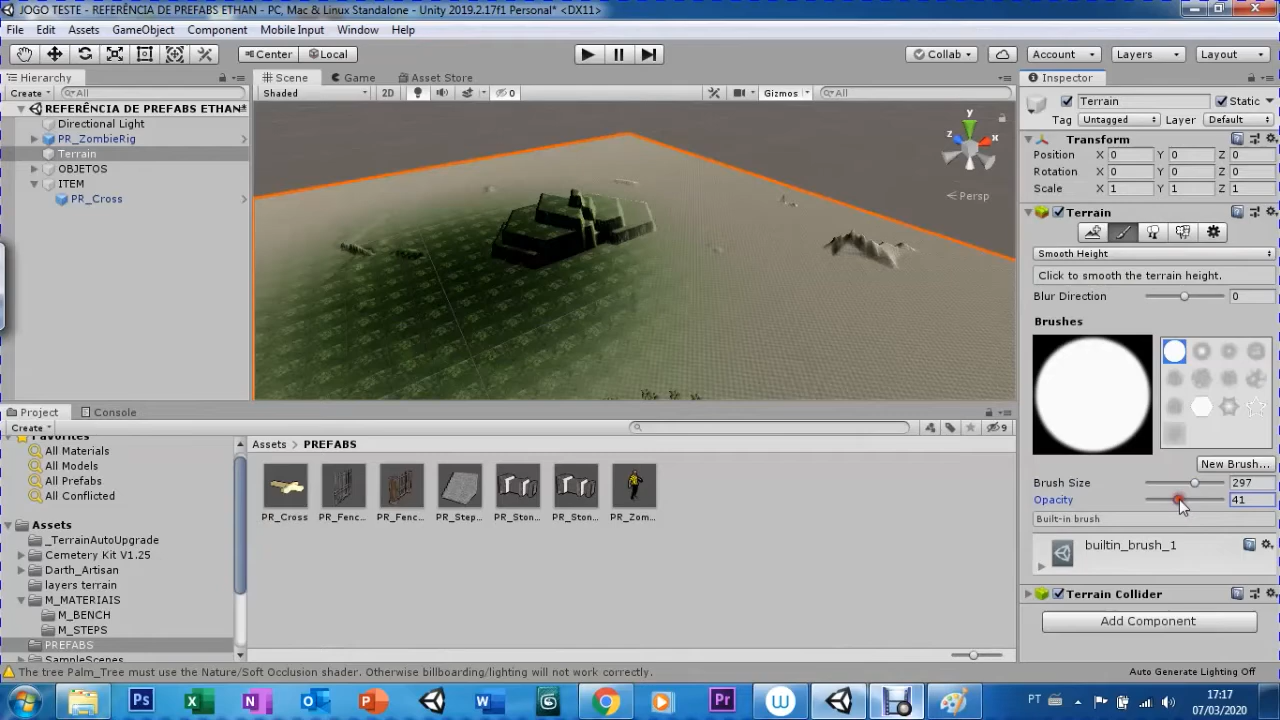 JOGO TESTE - REFERÊNCIA DE PREFABS ETHAN - PC, Mac & Linux Standalone - Unity 2019.2.17f1 Personal* <DX11>
File Edit Assets GameObject Component Mobile Input Window Help
Center Local Collab Account Layers Layout
Hierarchy
Create All
REFERÊNCIA DE PREFABS ETHAN*
Directional Light
PR_ZombieRig
Terrain
OBJETOS
ITEM
PR_Cross
Scene Game Asset Store
Shaded 2D 0 Gizmos All
y
z x
Persp
Project Console
Create
9
Favorites
All Materials
All Models
All Prefabs
All Conflicted
Assets
_TerrainAutoUpgrade
Cemetery Kit V1.25
Darth_Artisan
layers terrain
M_MATERIAIS
M_BENCH
M_STEPS
PREFABS
SampleScenes
Assets > PREFABS
PR_Cross PR_Fenc... PR_Fenc... PR_Step... PR_Ston... PR_Ston... PR_Zom...
Inspector
Terrain Static
Tag Untagged Layer Default
Transform
Position X 0 Y 0 Z 0
Rotation X 0 Y 0 Z 0
Scale X 1 Y 1 Z 1
Terrain
Smooth Height
Click to smooth the terrain height.
Blur Direction 0
Brushes
New Brush...
Brush Size 297
Opacity 41
Built-in brush
builtin_brush_1
Terrain Collider
Add Component
The tree Palm_Tree must use the Nature/Soft Occlusion shader. Otherwise billboarding/lighting will not work correctly.
Auto Generate Lighting Off
Ps N W Pr W
PT 17:17
07/03/2020